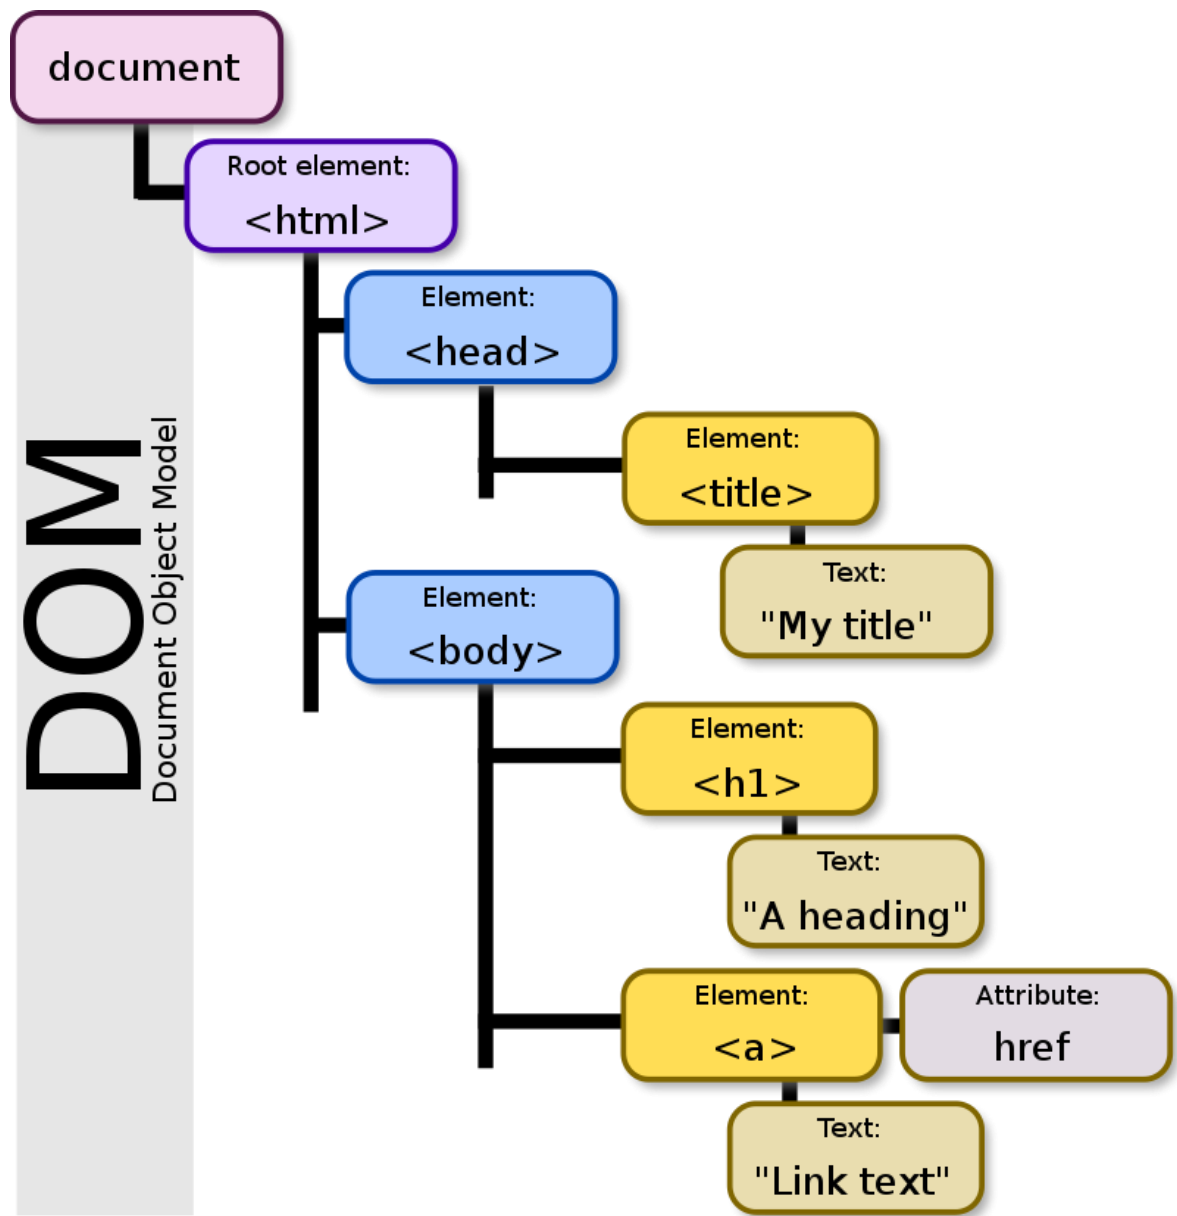 document
Root element:
<html>
Element:
<head>
Element:
<title>
Text:
"My title"
Element:
<body>
Element:
<h1>
Text:
"A heading"
Element:
<a>
Attribute:
href
Text:
"Link text"
DOM
Document Object Model